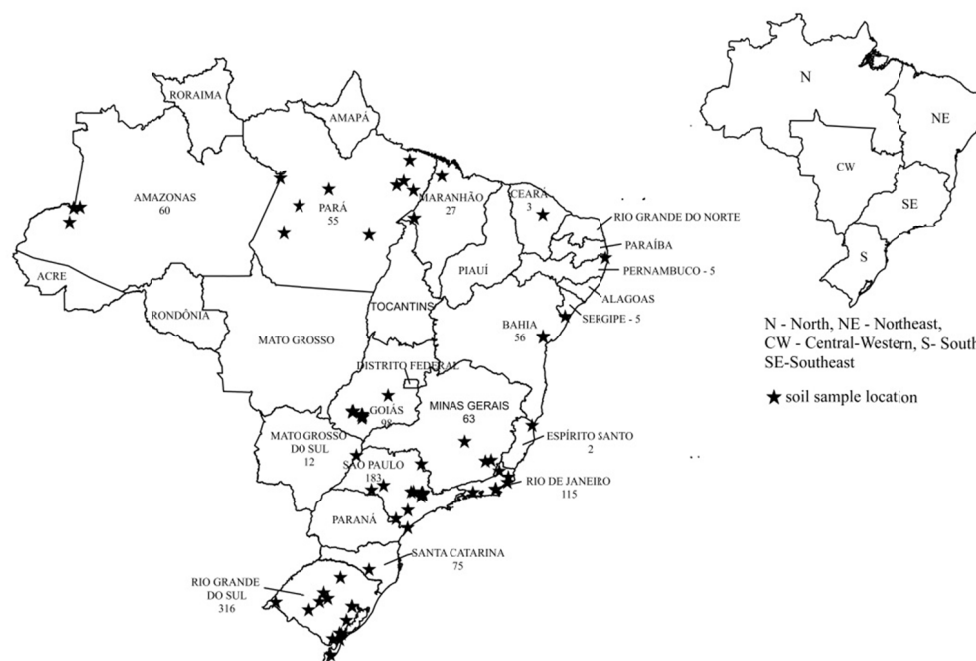 RORAIMA
AMAPÁ
AMAZONAS
60
PARÁ
55
MARANHÃO
27
CEARÁ
3
RIO GRANDE DO NORTE
PARAÍBA
PERNAMBUCO - 5
ALAGOAS
SERGIPE - 5
PIAUÍ
ACRE
RONDÔNIA
TOCANTINS
MATO GROSSO
BAHIA
56
DISTRITO FEDERAL
GOIÁS
98
MINAS GERAIS
63
ESPÍRITO SANTO
2
MATO GROSSO
DO SUL
12
SÃO PAULO
183
RIO DE JANEIRO
115
PARANÁ
SANTA CATARINA
75
RIO GRANDE
DO SUL
316
N
NE
CW
SE
S
N - North, NE - Northeast,
CW - Central-Western, S- South
SE-Southeast
soil sample location